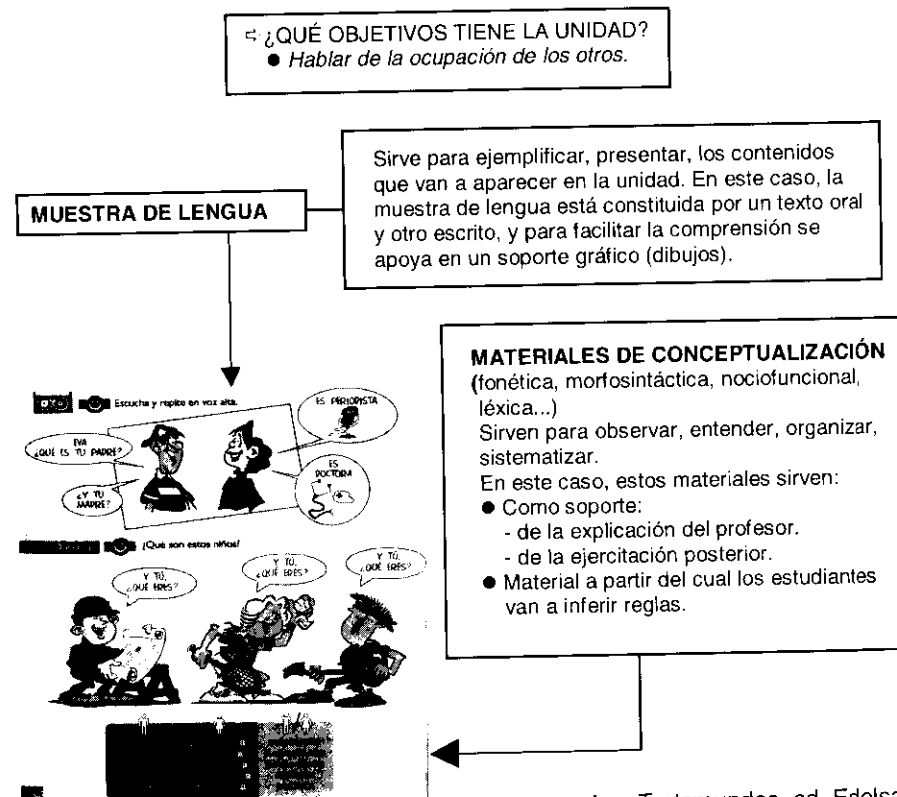 ⇨ ¿QUÉ OBJETIVOS TIENE LA UNIDAD?
● Hablar de la ocupación de los otros.
MUESTRA DE LENGUA
Sirve para ejemplificar, presentar, los contenidos
que van a aparecer en la unidad. En este caso, la
muestra de lengua está constituida por un texto oral
y otro escrito, y para facilitar la comprensión se
apoya en un soporte gráfico (dibujos).
MATERIALES DE CONCEPTUALIZACIÓN
(fonética, morfosintáctica, nociofuncional,
léxica...)
Sirven para observar, entender, organizar,
sistematizar.
En este caso, estos materiales sirven:
● Como soporte:
- de la explicación del profesor.
- de la ejercitación posterior.
● Material a partir del cual los estudiantes
van a inferir reglas.
Escucha y repite en voz alta.
EVA
¿QUÉ ES TU PADRE?
ES PERIODISTA
¿Y TU
MADRE?
ES
DOCTORA
¿Qué son estos niños?
Y TÚ,
¿QUÉ ERES?
Y TÚ,
¿QUÉ ERES?
Y TÚ,
¿QUÉ ERES?
ed. Edelsa